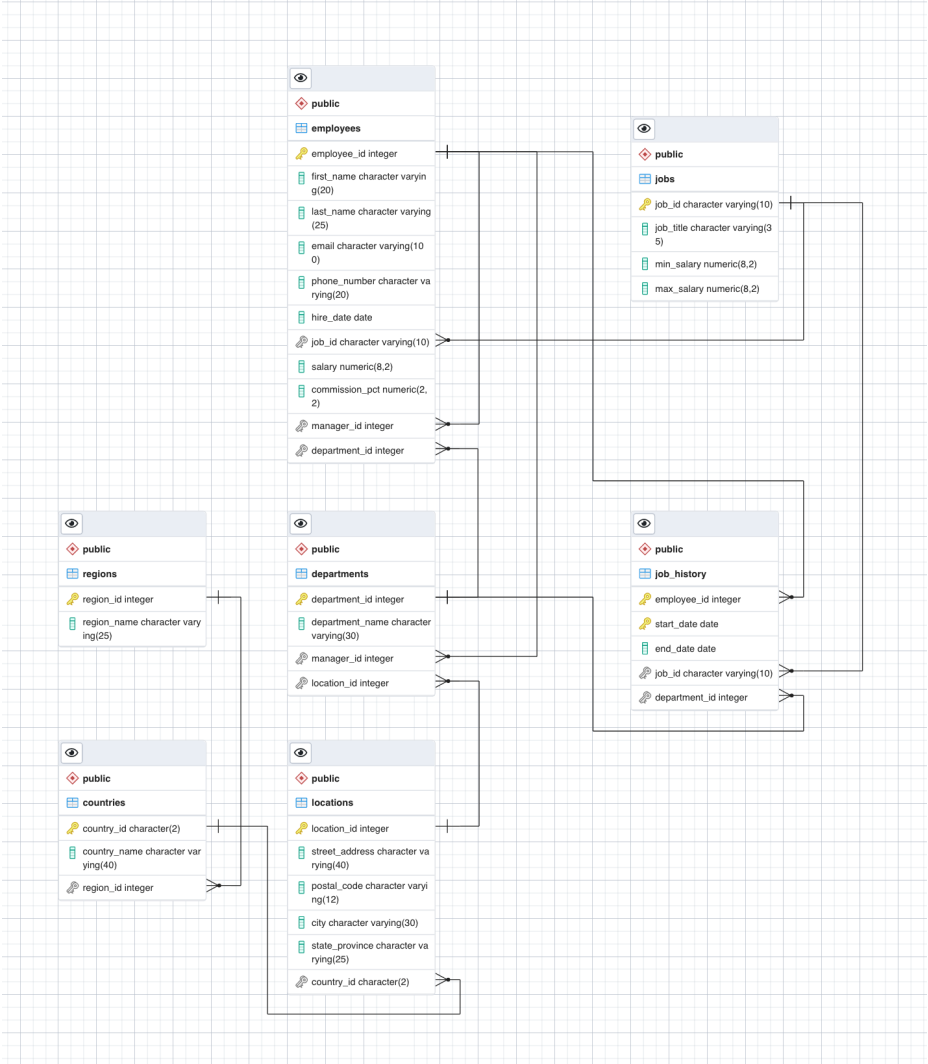 public
employees
employee_id integer
first_name character varyin
g(20)
last_name character varying
(25)
email character varying(10
0)
phone_number character va
rying(20)
hire_date date
job_id character varying(10)
salary numeric(8,2)
commission_pct numeric(2,
2)
manager_id integer
department_id integer
public
jobs
job_id character varying(10)
job_title character varying(3
5)
min_salary numeric(8,2)
max_salary numeric(8,2)
public
regions
region_id integer
region_name character vary
ing(25)
public
departments
department_id integer
department_name character
varying(30)
manager_id integer
location_id integer
public
job_history
employee_id integer
start_date date
end_date date
job_id character varying(10)
department_id integer
public
countries
country_id character(2)
country_name character var
ying(40)
region_id integer
public
locations
location_id integer
street_address character va
rying(40)
postal_code character varyi
ng(12)
city character varying(30)
state_province character va
rying(25)
country_id character(2)